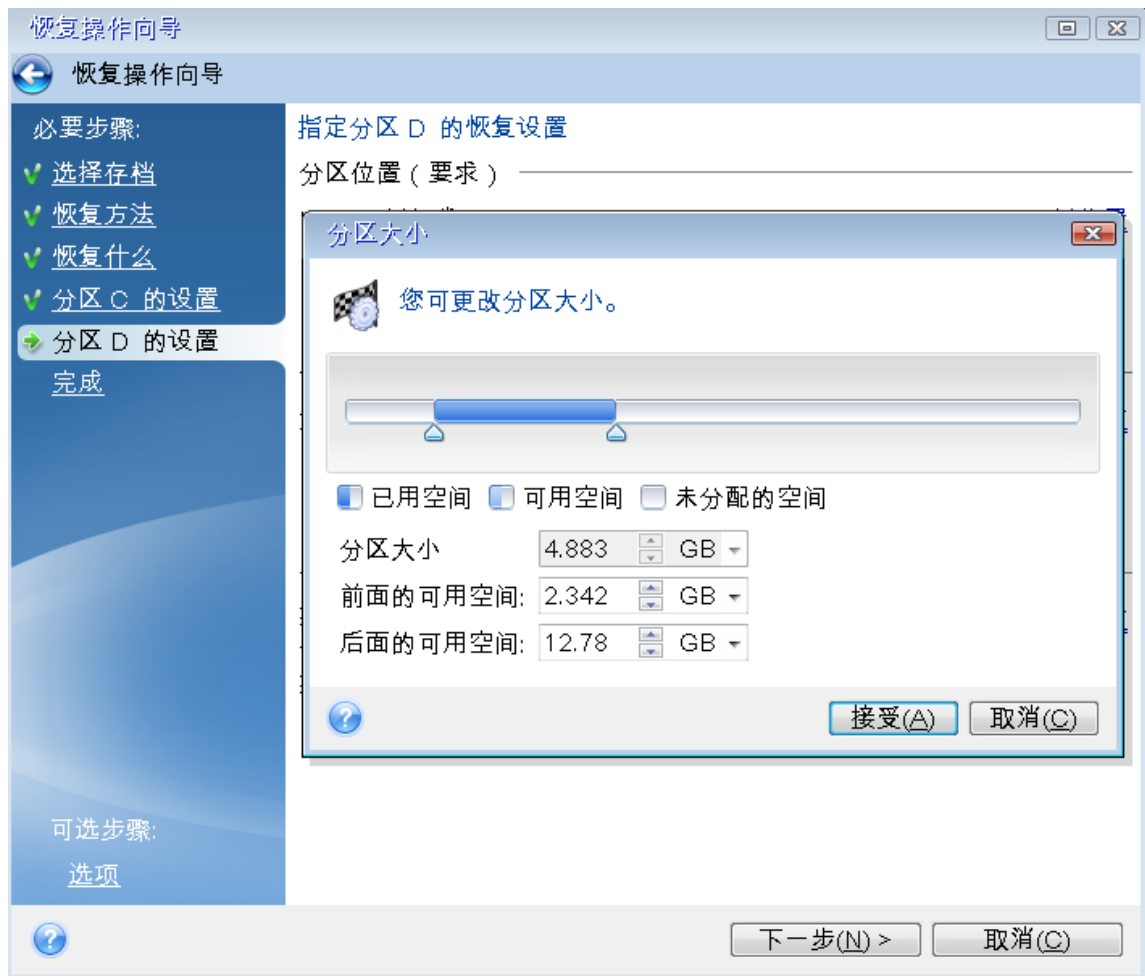 恢复操作向导
恢复操作向导
必要步骤:
选择存档
恢复方法
恢复什么
分区 C 的设置
分区 D 的设置
完成
可选步骤:
选项
指定分区 D 的恢复设置
分区位置 ( 要求 )
分区大小
您可更改分区大小。
已用空间 可用空间 未分配的空间
分区大小 4.883 GB
前面的可用空间: 2.342 GB
后面的可用空间: 12.78 GB
接受(A) 取消(C)
下一步(N) > 取消(C)